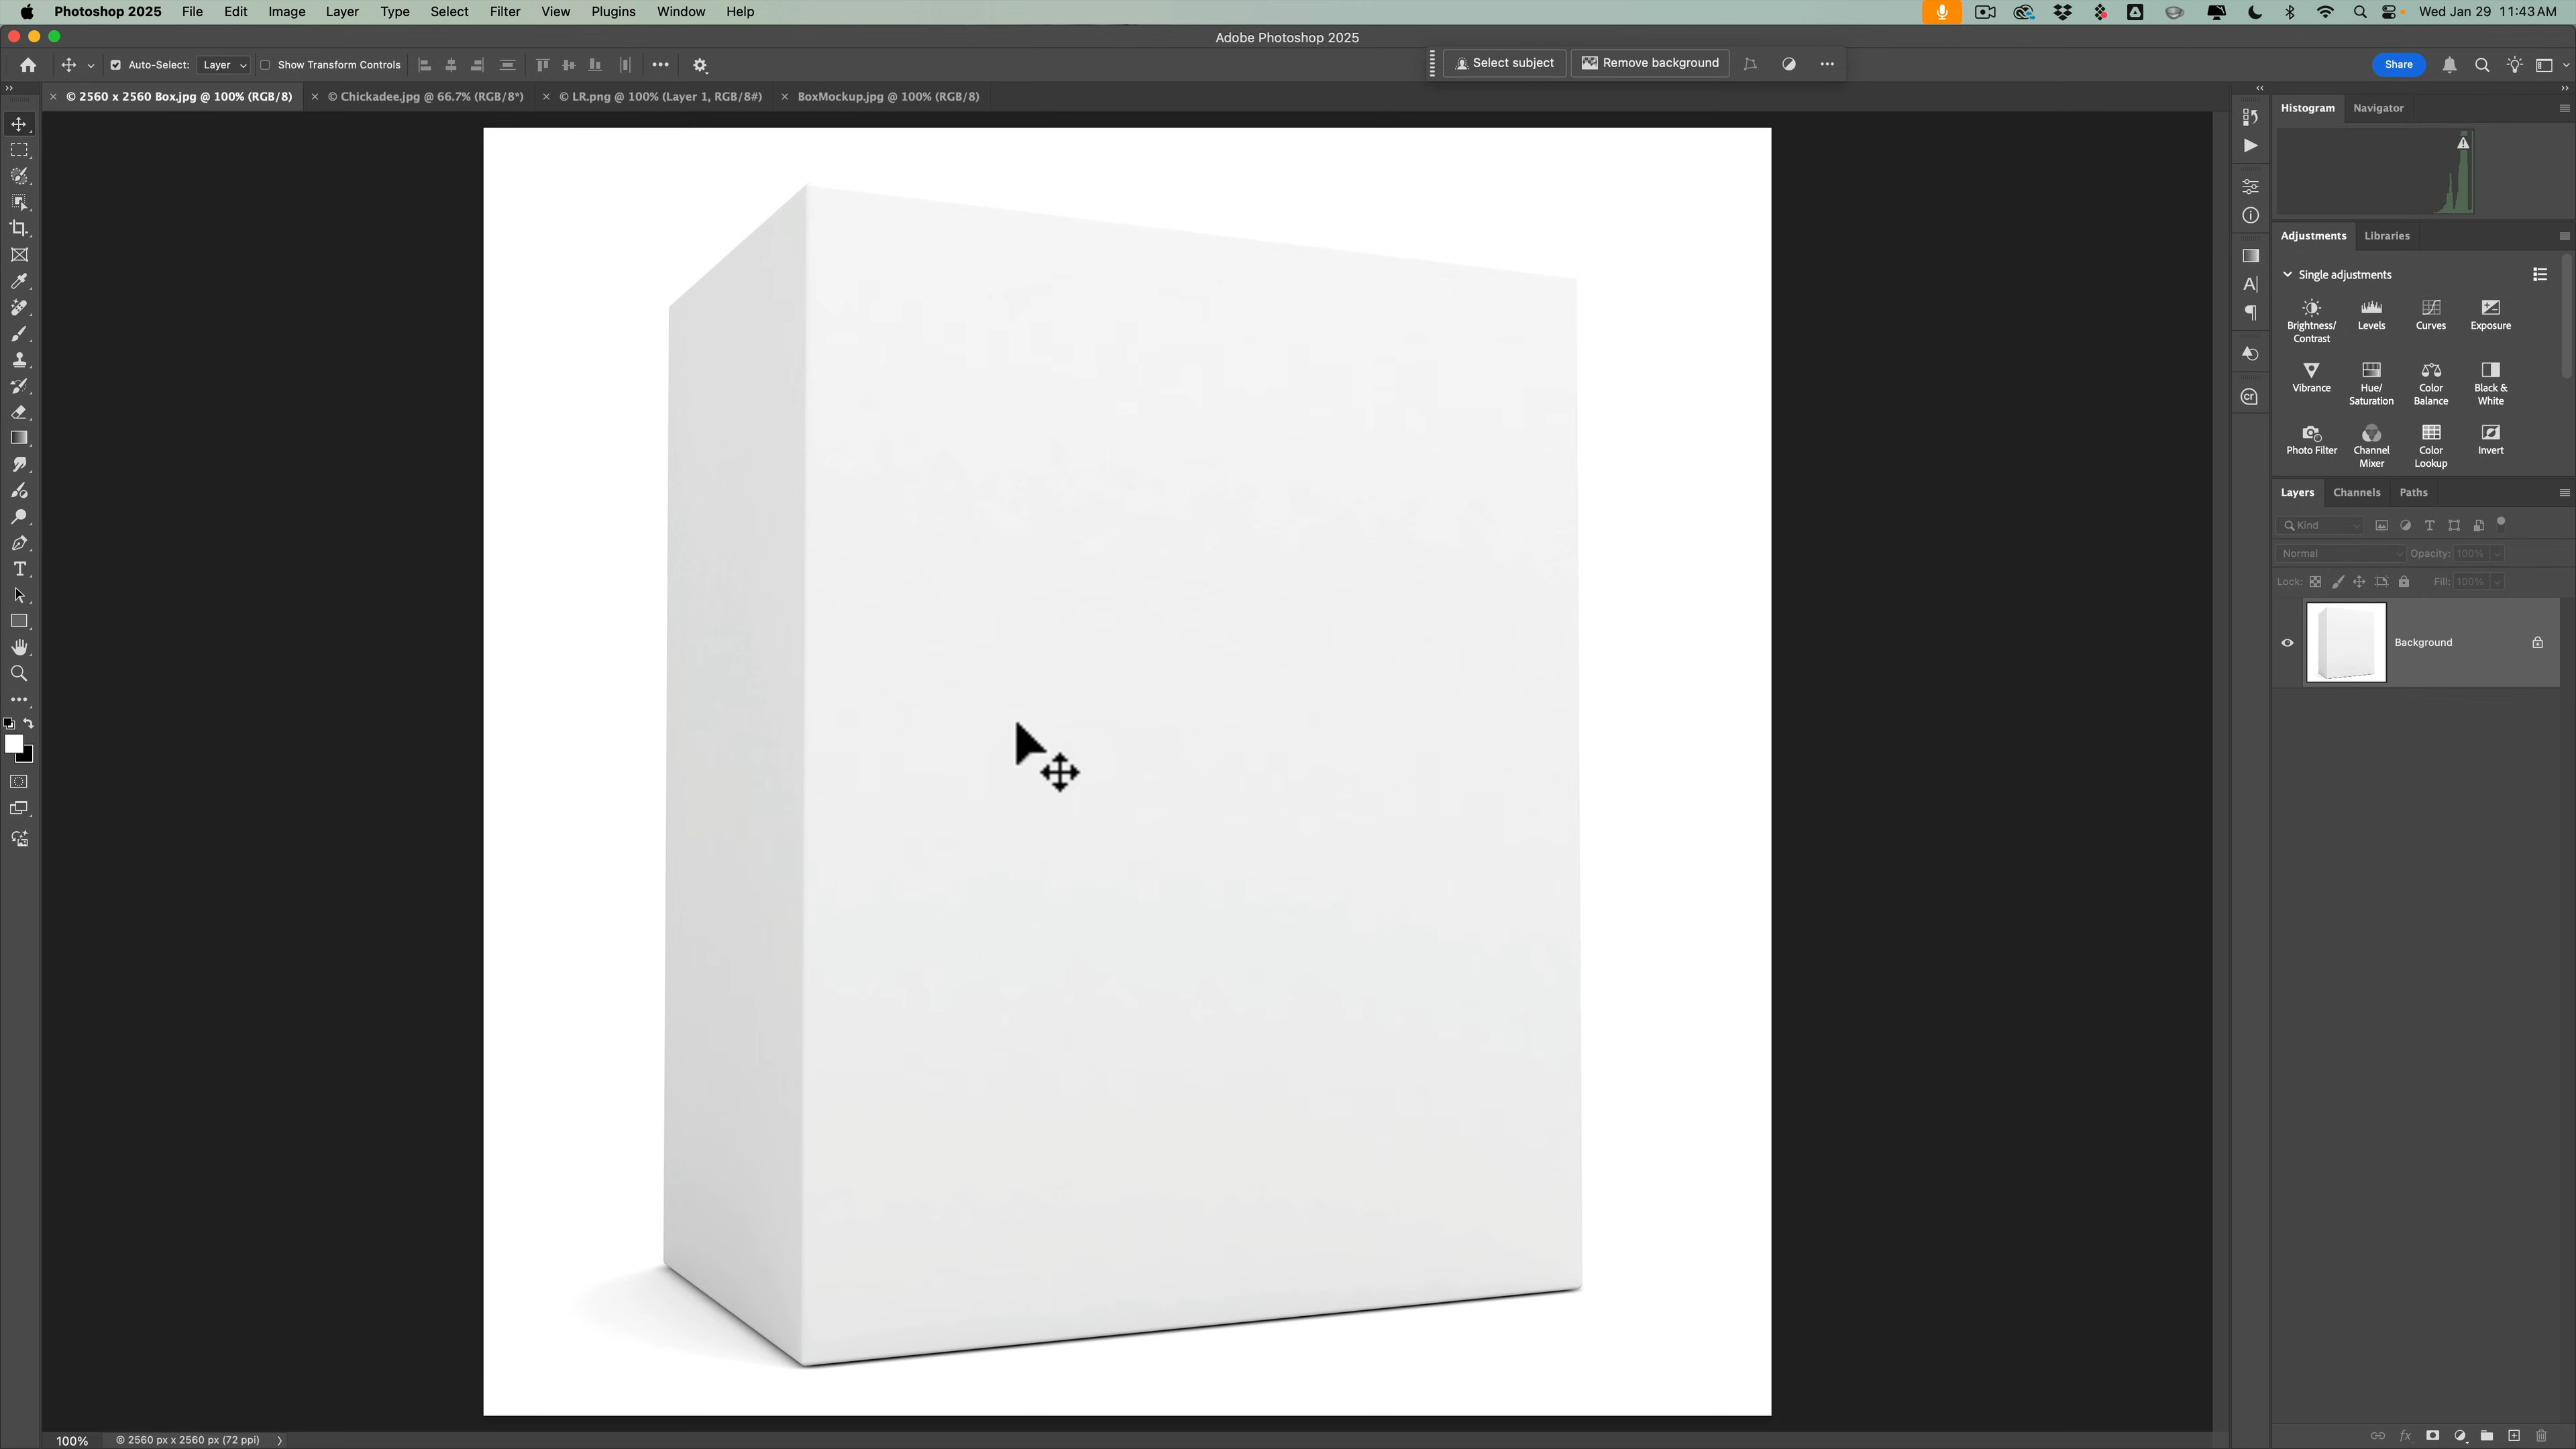 Photoshop 2025 File Edit Image Layer Type Select Filter View Plugins Window Help Wed Jan 29 11:43 AM
Adobe Photoshop 2025
Auto-Select: Layer Show Transform Controls Select subject Remove background Share
© 2560 x 2560 Box.jpg @ 100% (RGB/8) © Chickadee.jpg @ 66.7% (RGB/8*) © LR.png @ 100% (Layer 1, RGB/8#) BoxMockup.jpg @ 100% (RGB/8)
Histogram Navigator
Adjustments Libraries
Single adjustments
Brightness/ Contrast Levels Curves Exposure
Vibrance Hue/ Saturation Color Balance Black & White
Photo Filter Channel Mixer Color Lookup Invert
Layers Channels Paths
Kind
Normal Opacity: 100%
Lock: Fill: 100%
Background
100% © 2560 px x 2560 px (72 ppi)